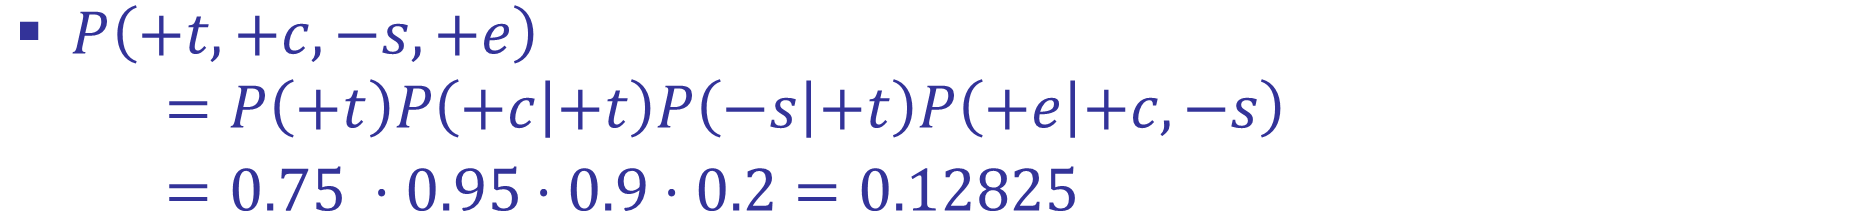 ▪ P(+t, +c, −s, +e)
= P(+t)P(+c|+t)P(−s|+t)P(+e|+c, −s)
= 0.75 · 0.95 · 0.9 · 0.2 = 0.12825